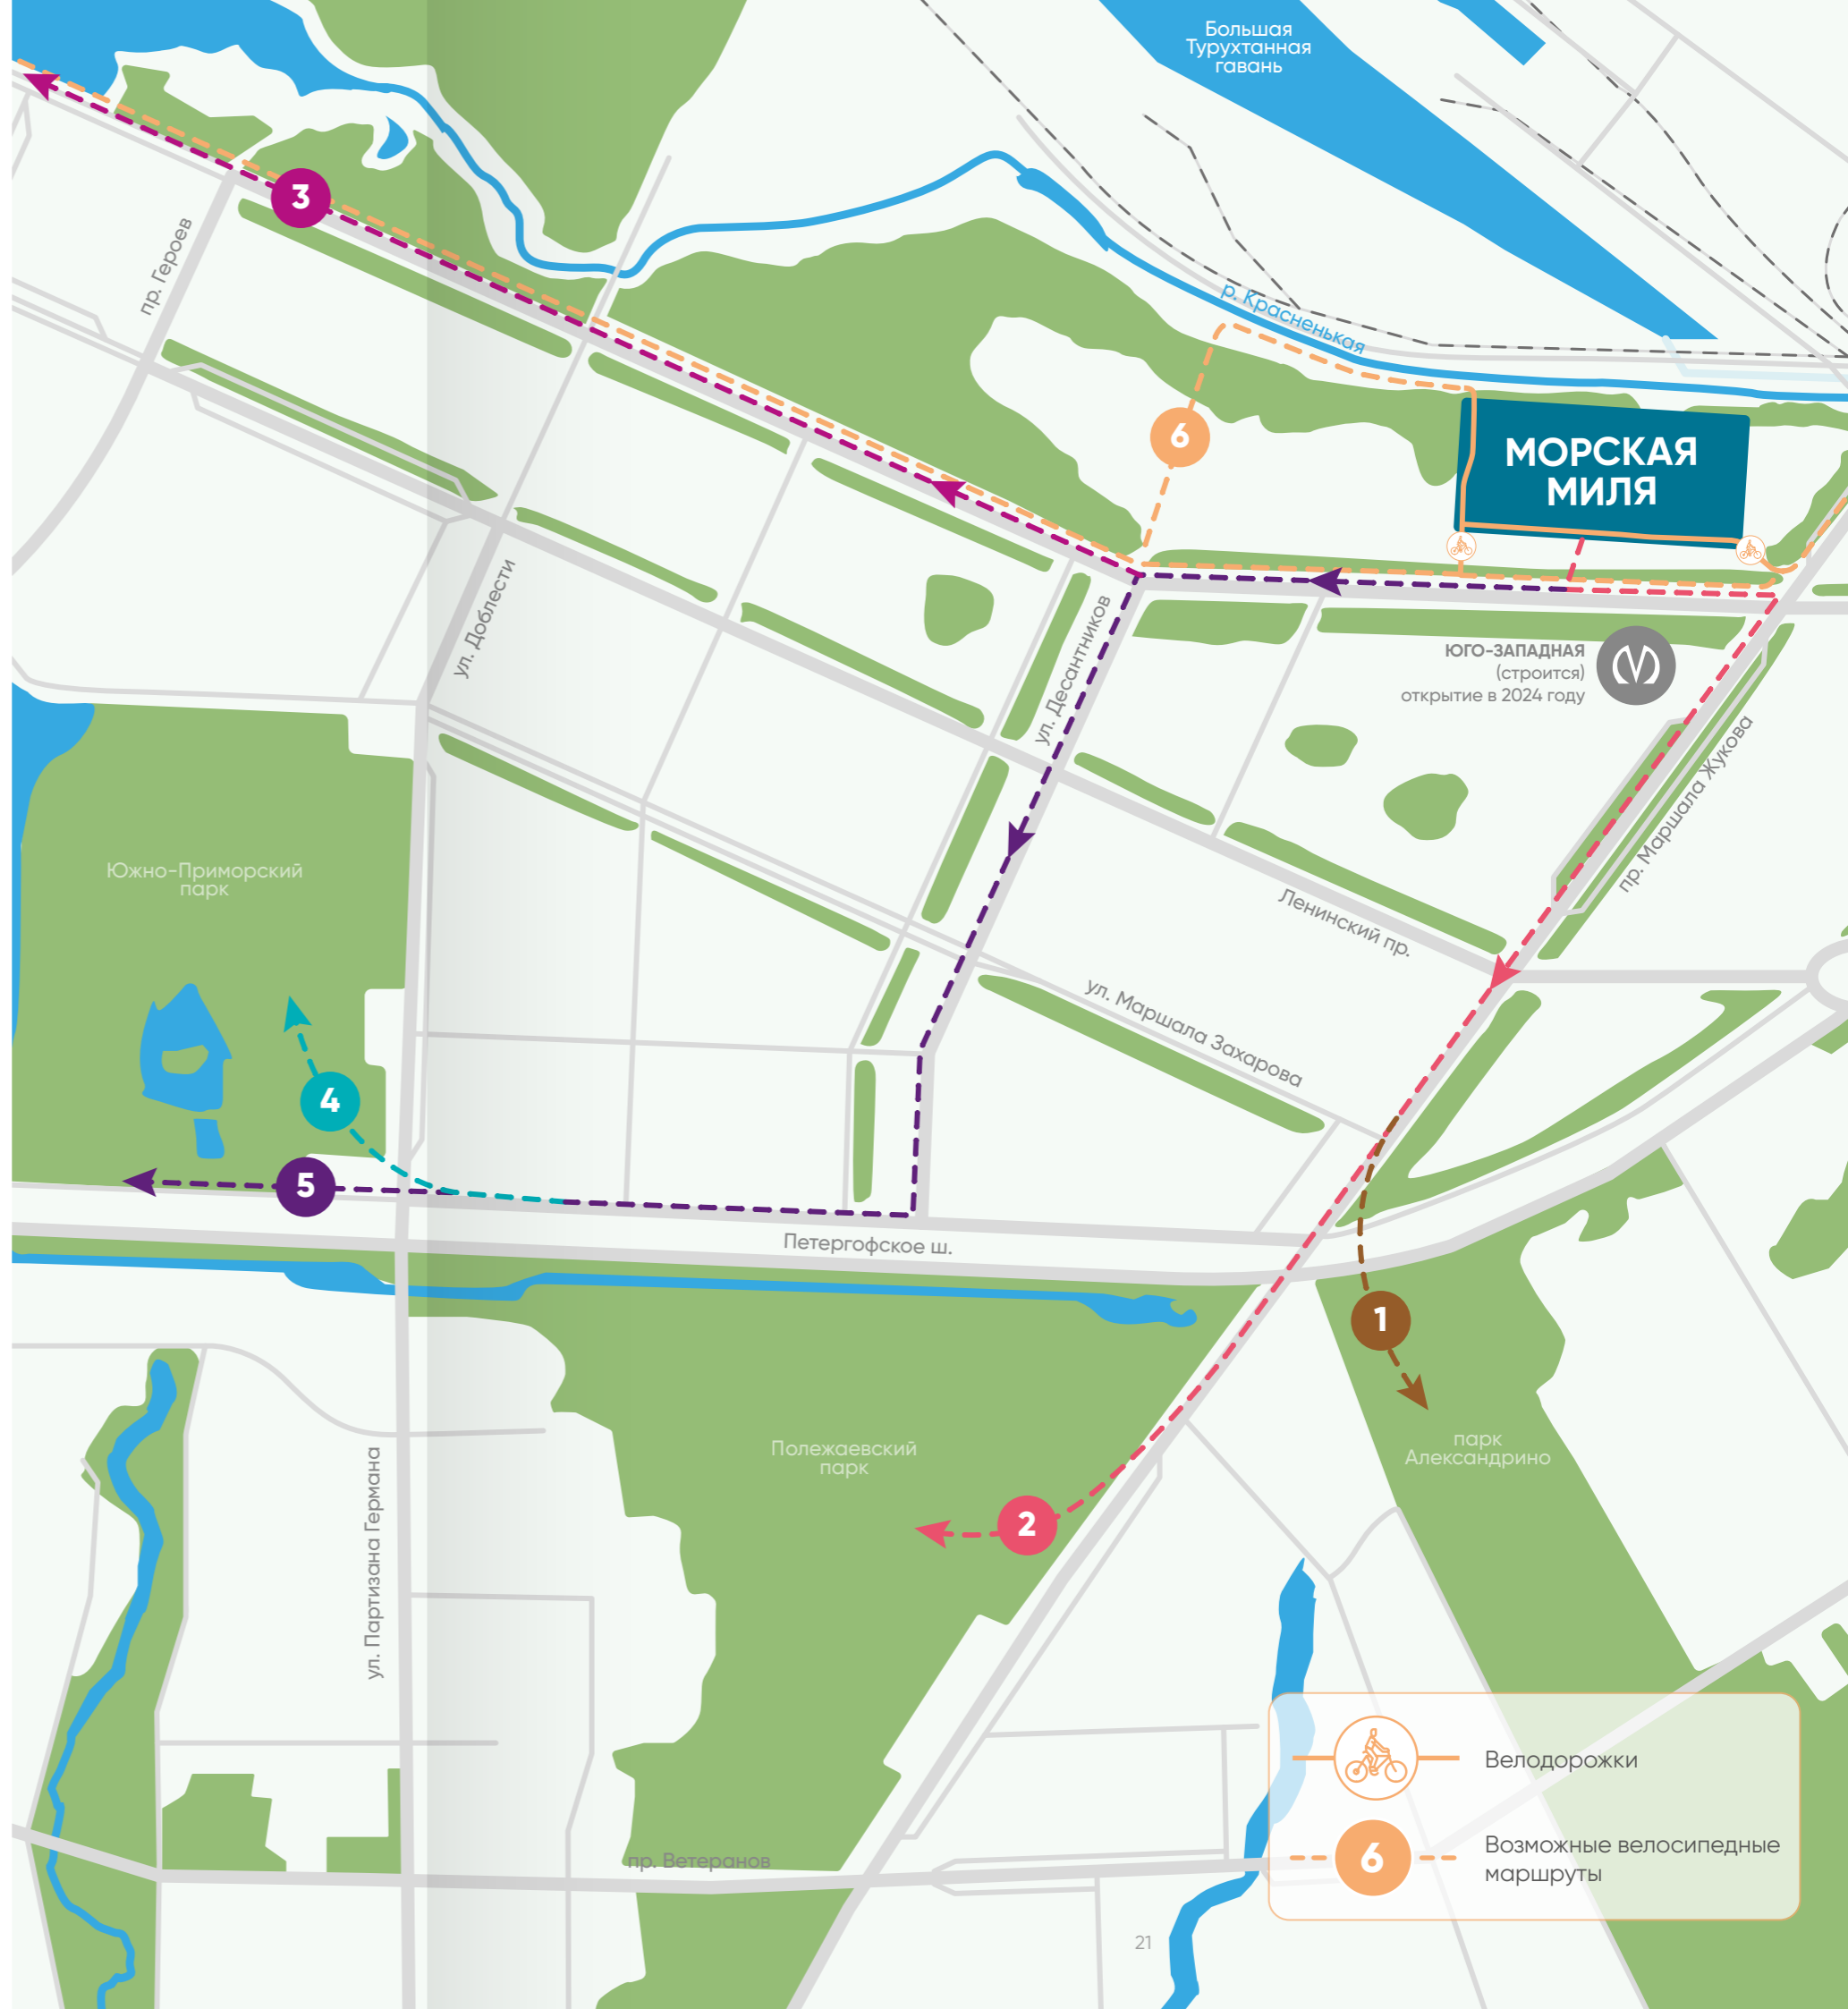 Большая
Турухтанная
гавань
3
пр. Героев
р. Красненькая
6
МОРСКАЯ
МИЛЯ
ул. Доблести
ул. Десантников
ЮГО-ЗАПАДНАЯ
(строится)
открытие в 2024 году
пр. Маршала Жукова
Южно-Приморский
парк
Ленинский пр.
ул. Маршала Захарова
4
5
Петергофское ш.
1
парк
Александрино
Полежаевский
парк
2
ул. Партизана Германа
Велодорожки
6
Возможные велосипедные
маршруты
пр. Ветеранов
21